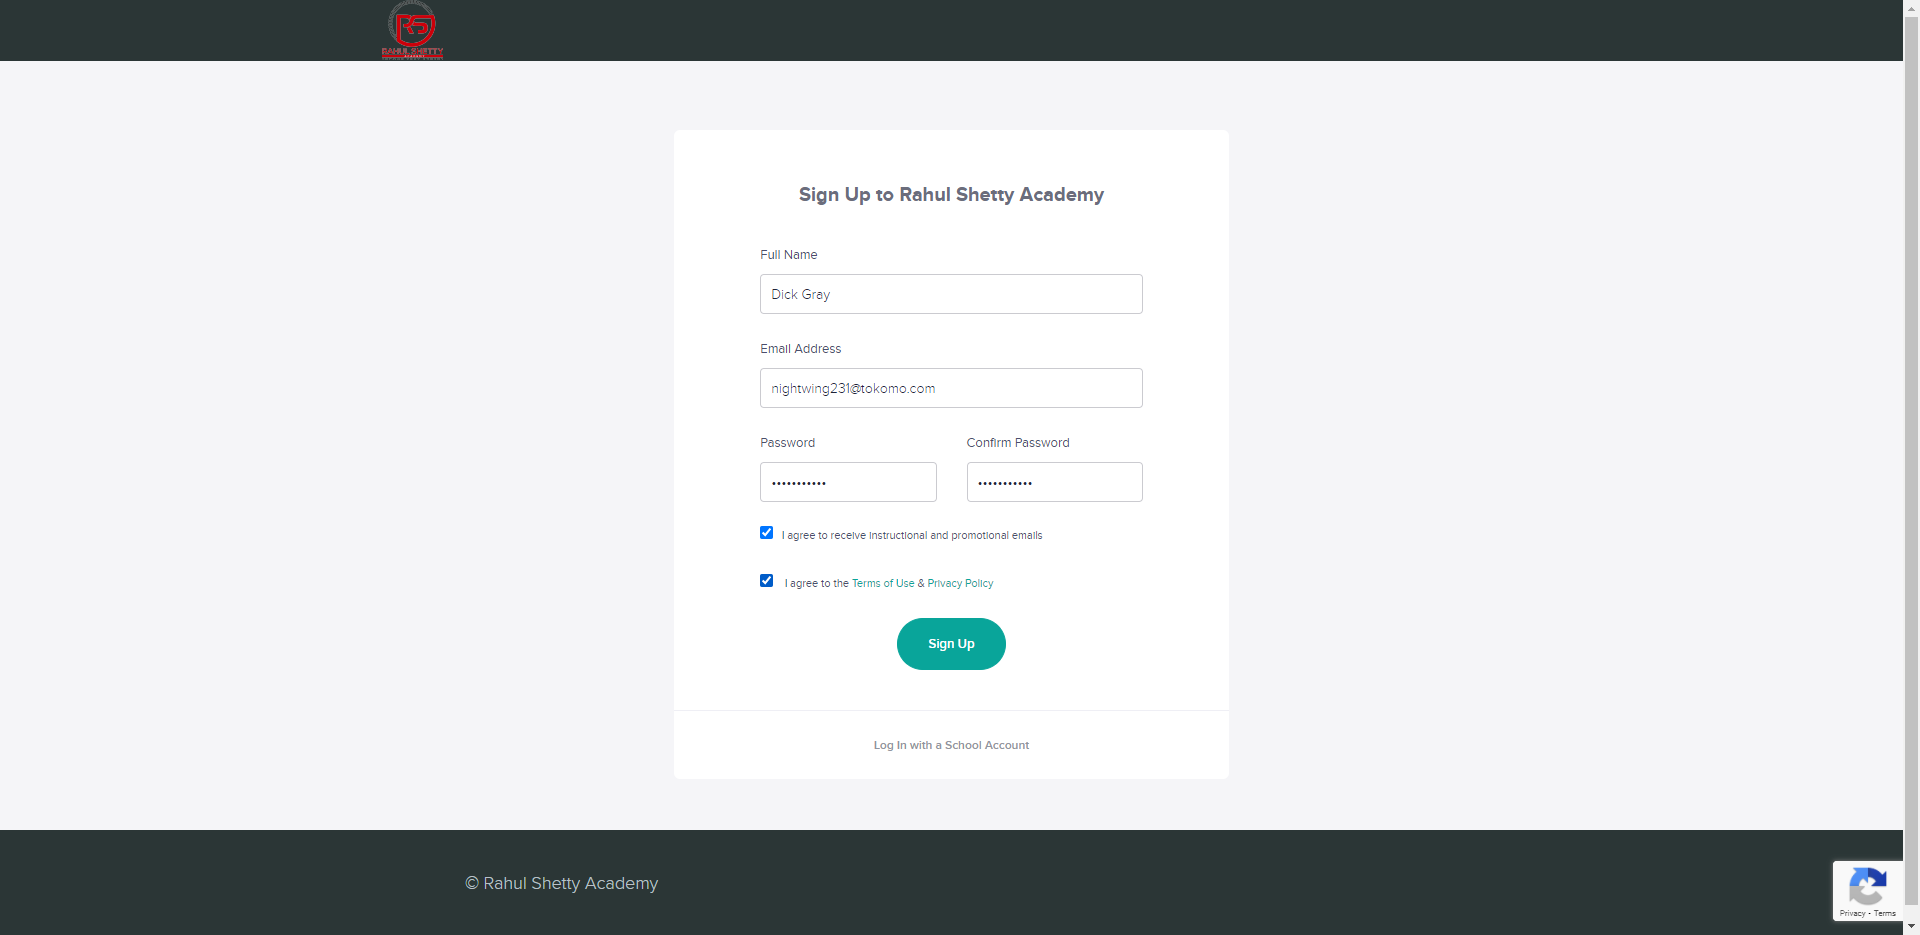 RS
RAHUL SHETTY
Sign Up to Rahul Shetty Academy
Full Name
Dick Gray
Email Address
nightwing231@tokomo.com
Password
Confirm Password
•••••••••••
•••••••••••
I agree to receive instructional and promotional emails
I agree to the Terms of Use & Privacy Policy
Sign Up
Log In with a School Account
© Rahul Shetty Academy
Privacy - Terms